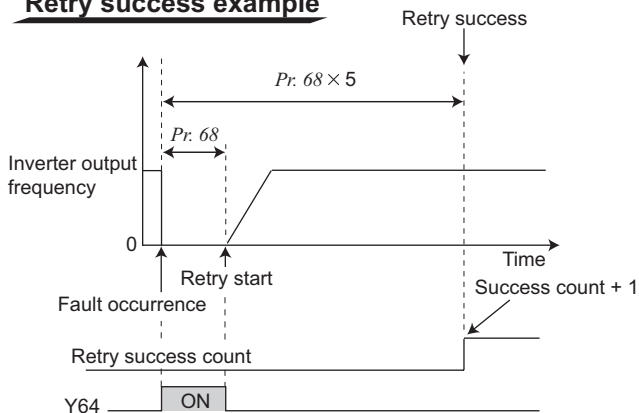 Retry success example
Retry success
Pr. 68 × 5
Pr. 68
Inverter output
frequency
0
Time
Retry start
Success count + 1
Fault occurrence
Retry success count
Y64
ON